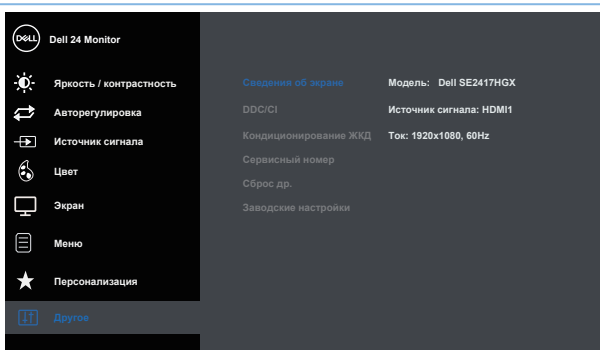 DELL Dell 24 Monitor
Яркость / контрастность
Авторегулировка
Источник сигнала
Цвет
Экран
Меню
Персонализация
Другое
Сведения об экране Модель: Dell SE2417HGX
DDC/CI Источник сигнала: HDMI1
Кондиционирование ЖКД Ток: 1920x1080, 60Hz
Сервисный номер
Сброс др.
Заводские настройки